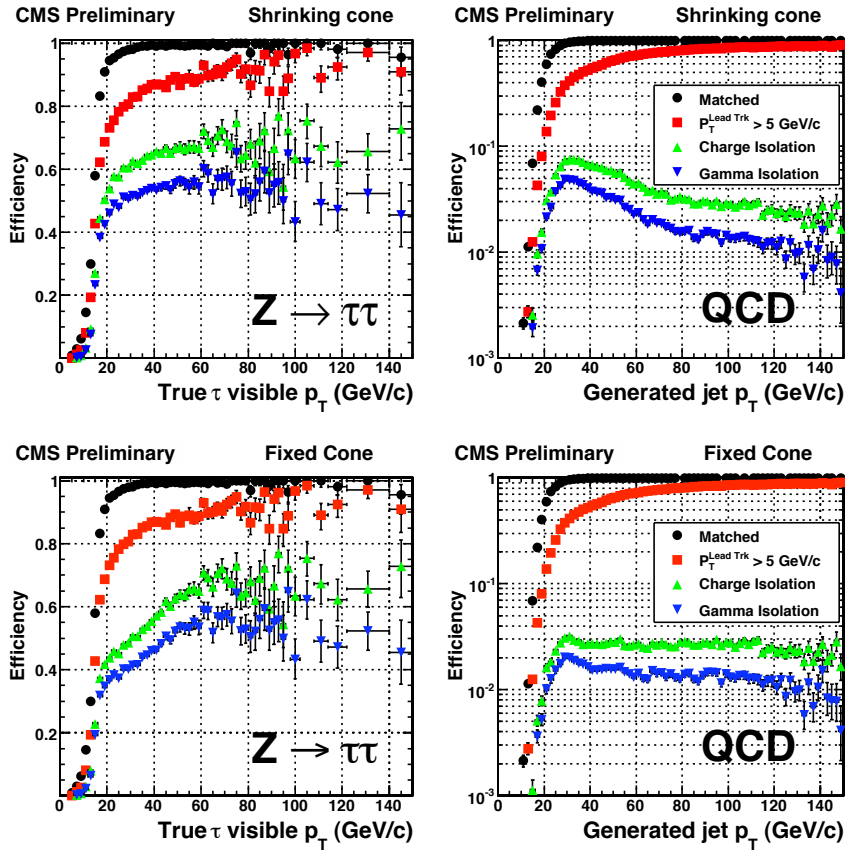 CMS Preliminary Shrinking cone
Efficiency
1
0.8
0.6
0.4
0.2
0 20 40 60 80 100 120 140
Z → ττ
True τ visible p_T (GeV/c)
CMS Preliminary Shrinking cone
Efficiency
1
10⁻¹
10⁻²
10⁻³
Matched
P_T^Lead Trk > 5 GeV/c
Charge Isolation
Gamma Isolation
QCD
0 20 40 60 80 100 120 140
Generated jet p_T (GeV/c)
CMS Preliminary Fixed Cone
Efficiency
1
0.8
0.6
0.4
0.2
0 20 40 60 80 100 120 140
Z → ττ
True τ visible p_T (GeV/c)
CMS Preliminary Fixed Cone
Efficiency
1
10⁻¹
10⁻²
10⁻³
Matched
P_T^Lead Trk > 5 GeV/c
Charge Isolation
Gamma Isolation
QCD
0 20 40 60 80 100 120 140
Generated jet p_T (GeV/c)